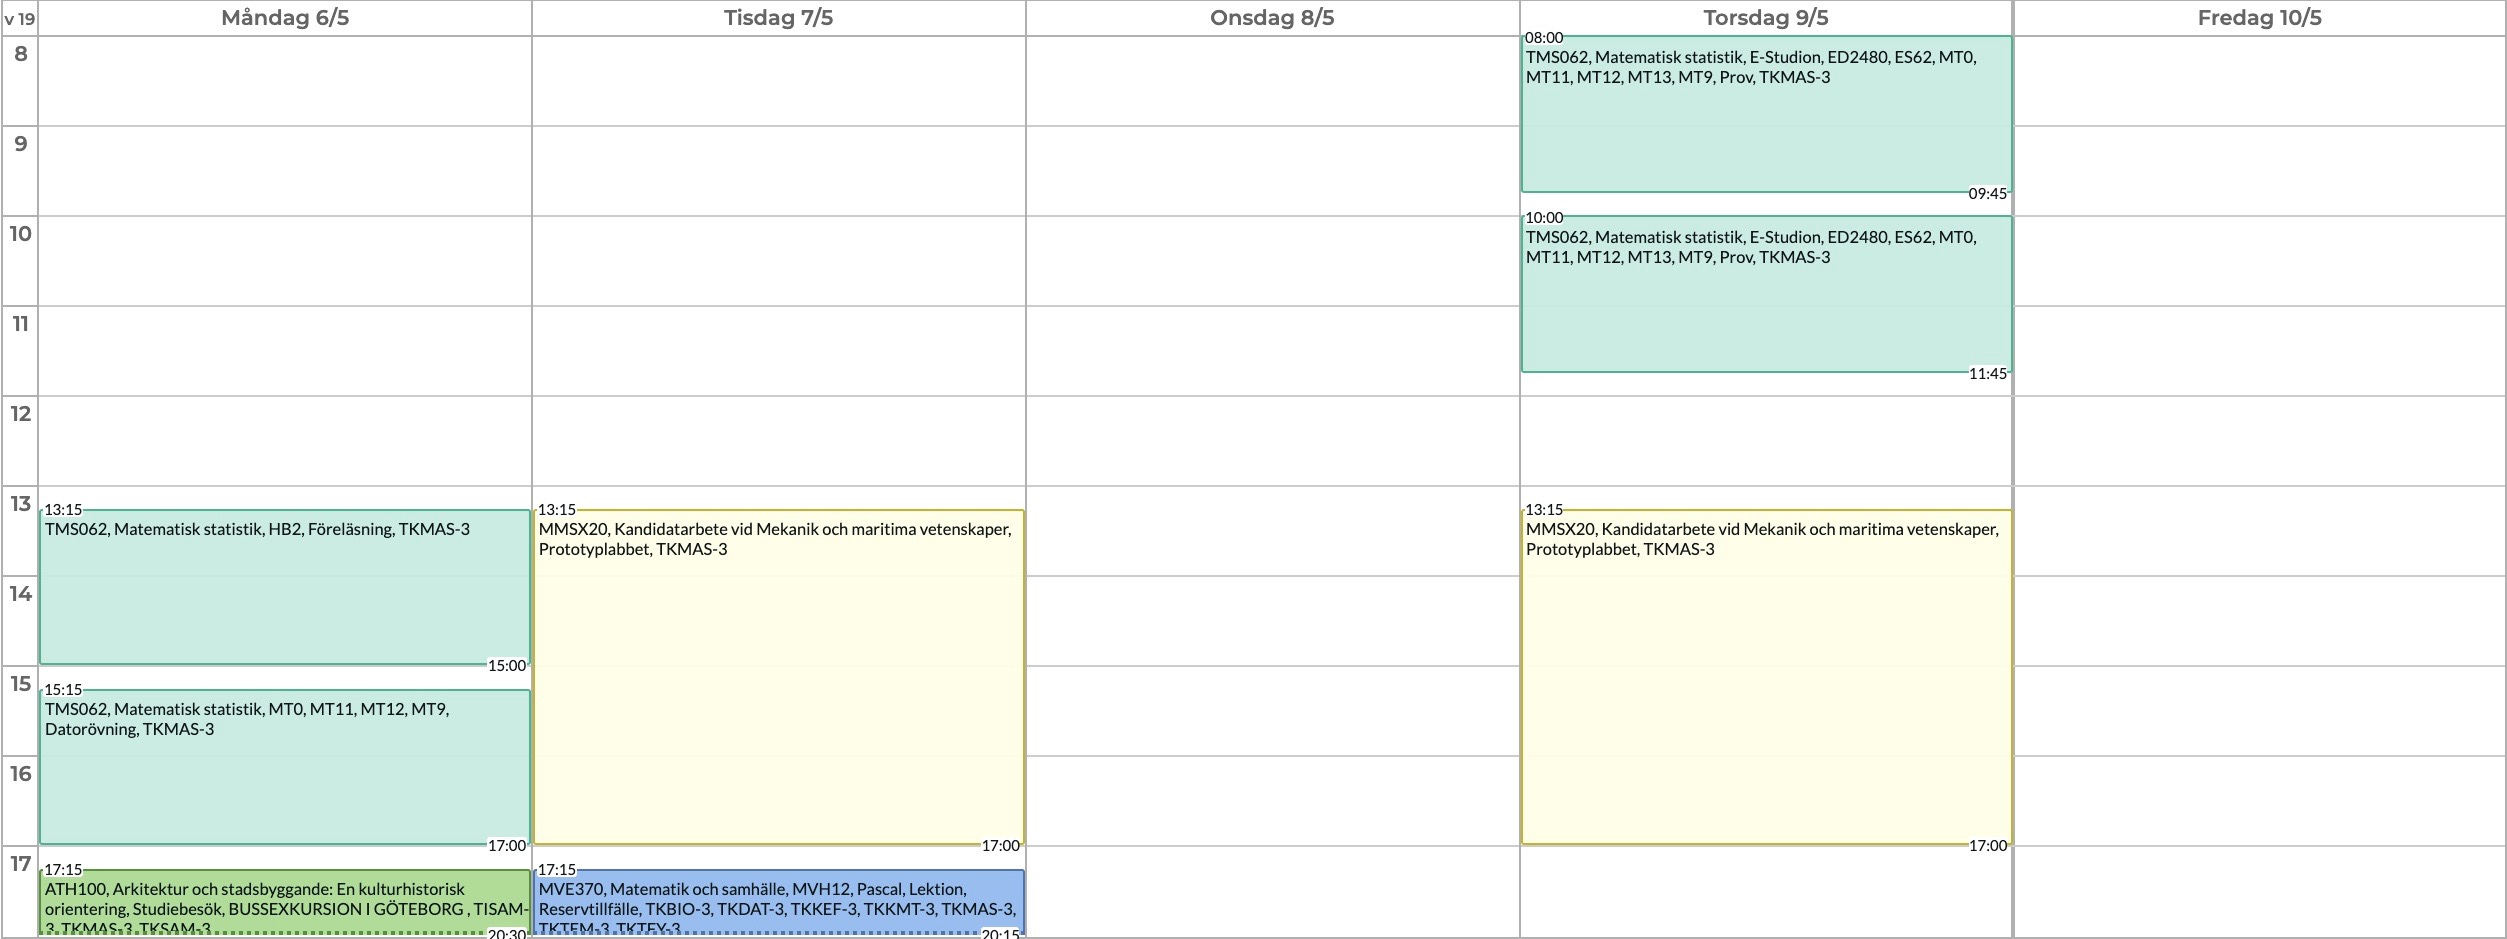 v 19
Måndag 6/5
Tisdag 7/5
Onsdag 8/5
Torsdag 9/5
Fredag 10/5
8
9
10
11
12
13
14
15
16
17
13:15
TMS062, Matematisk statistik, HB2, Föreläsning, TKMAS-3
15:00
15:15
TMS062, Matematisk statistik, MT0, MT11, MT12, MT9,
Datorövning, TKMAS-3
17:00
17:15
ATH100, Arkitektur och stadsbyggande: En kulturhistorisk
orientering, Studiebesök, BUSSEXKURSION I GÖTEBORG , TISAM-
3, TKMAS-3, TKSAM-3
20:30
13:15
MMSX20, Kandidatarbete vid Mekanik och maritima vetenskaper,
Prototyplabbet, TKMAS-3
17:00
17:15
MVE370, Matematik och samhälle, MVH12, Pascal, Lektion,
Reservtillfälle, TKBIO-3, TKDAT-3, TKKEF-3, TKKMT-3, TKMAS-3,
TKTEM-3, TKTFY-3
20:15
08:00
TMS062, Matematisk statistik, E-Studion, ED2480, ES62, MT0,
MT11, MT12, MT13, MT9, Prov, TKMAS-3
09:45
10:00
TMS062, Matematisk statistik, E-Studion, ED2480, ES62, MT0,
MT11, MT12, MT13, MT9, Prov, TKMAS-3
11:45
13:15
MMSX20, Kandidatarbete vid Mekanik och maritima vetenskaper,
Prototyplabbet, TKMAS-3
17:00